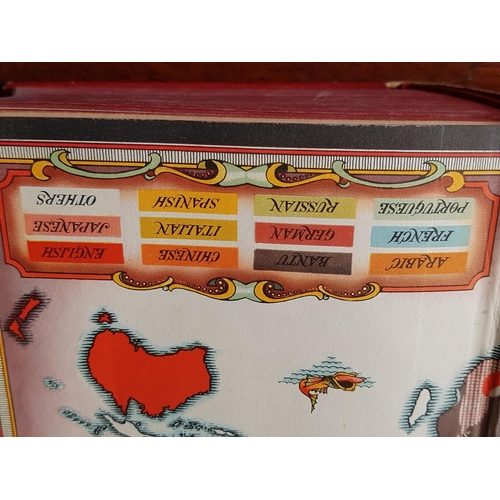 ARABIC BANTU CHINESE ENGLISH
FRENCH GERMAN ITALIAN JAPANESE
PORTUGUESE RUSSIAN SPANISH OTHERS